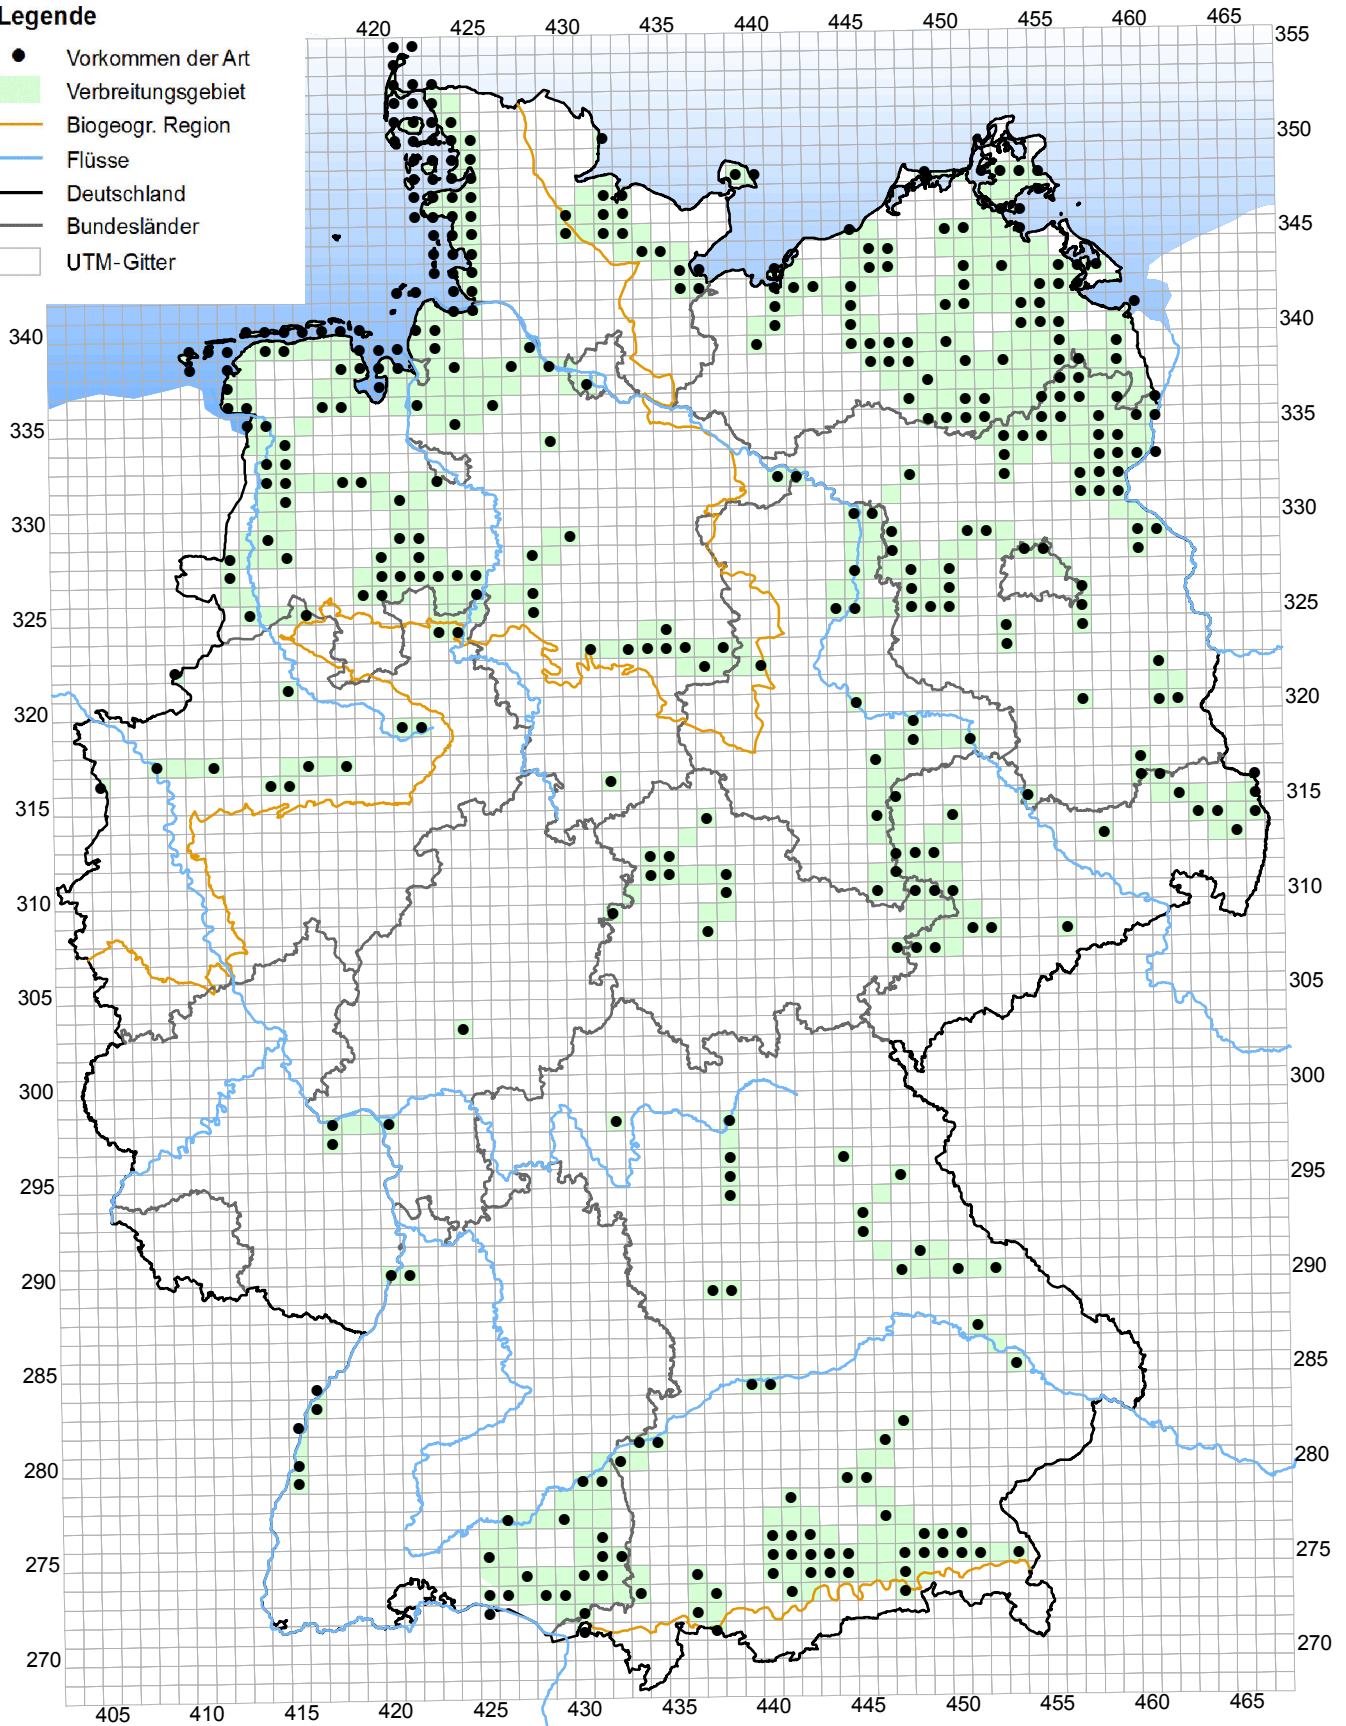 Legende
Vorkommen der Art
Verbreitungsgebiet
Biogeogr. Region
Flüsse
Deutschland
Bundesländer
UTM-Gitter
420 425 430 435 440 445 450 455 460 465
355
350
345
340 340
335 335
330 330
325 325
320 320
315 315
310 310
305 305
300 300
295 295
290 290
285 285
280 280
275 275
270 270
405 410 415 420 425 430 435 440 445 450 455 460 465